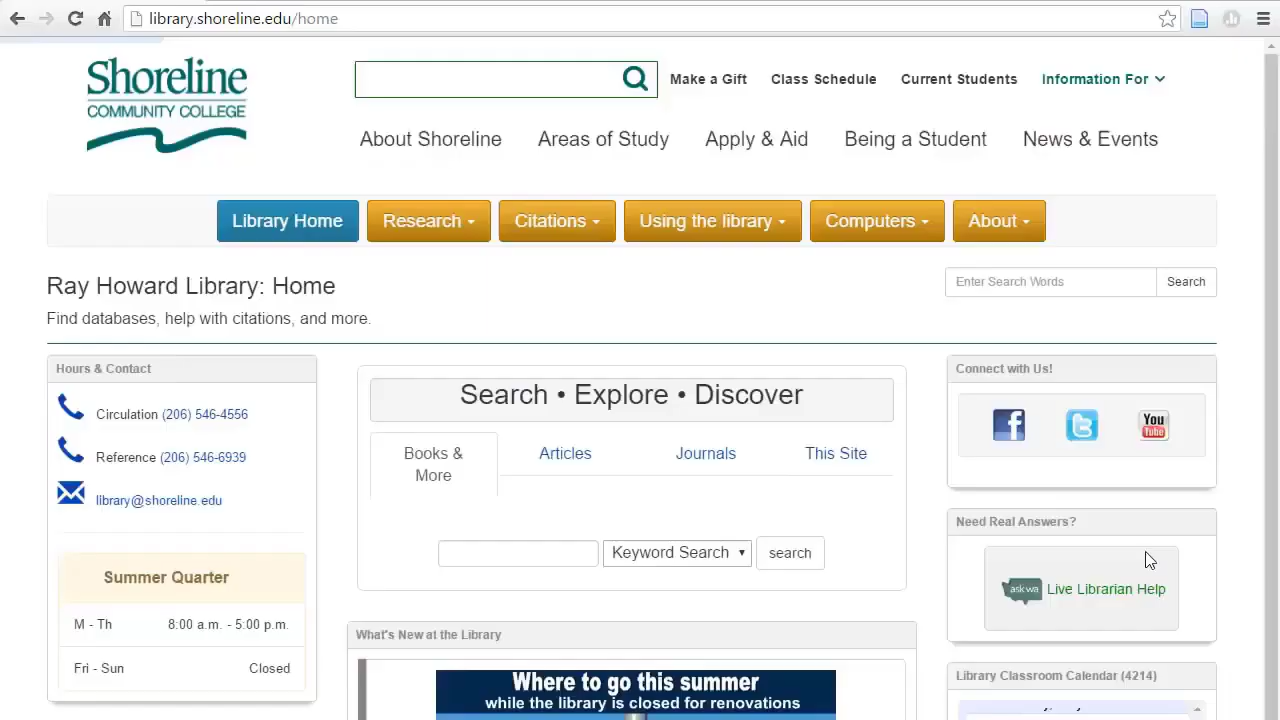 library.shoreline.edu/home
Shoreline
COMMUNITY COLLEGE
Make a Gift Class Schedule Current Students Information For
About Shoreline Areas of Study Apply & Aid Being a Student News & Events
Library Home Research Citations Using the library Computers About
Ray Howard Library: Home
Enter Search Words Search
Find databases, help with citations, and more.
Hours & Contact
Circulation (206) 546-4556
Reference (206) 546-6939
library@shoreline.edu
Summer Quarter
M - Th 8:00 a.m. - 5:00 p.m.
Fri - Sun Closed
Search • Explore • Discover
Books &
More
Articles Journals This Site
Keyword Search search
What's New at the Library
Where to go this summer
while the library is closed for renovations
Connect with Us!
You
Tube
Need Real Answers?
ask wa Live Librarian Help
Library Classroom Calendar (4214)